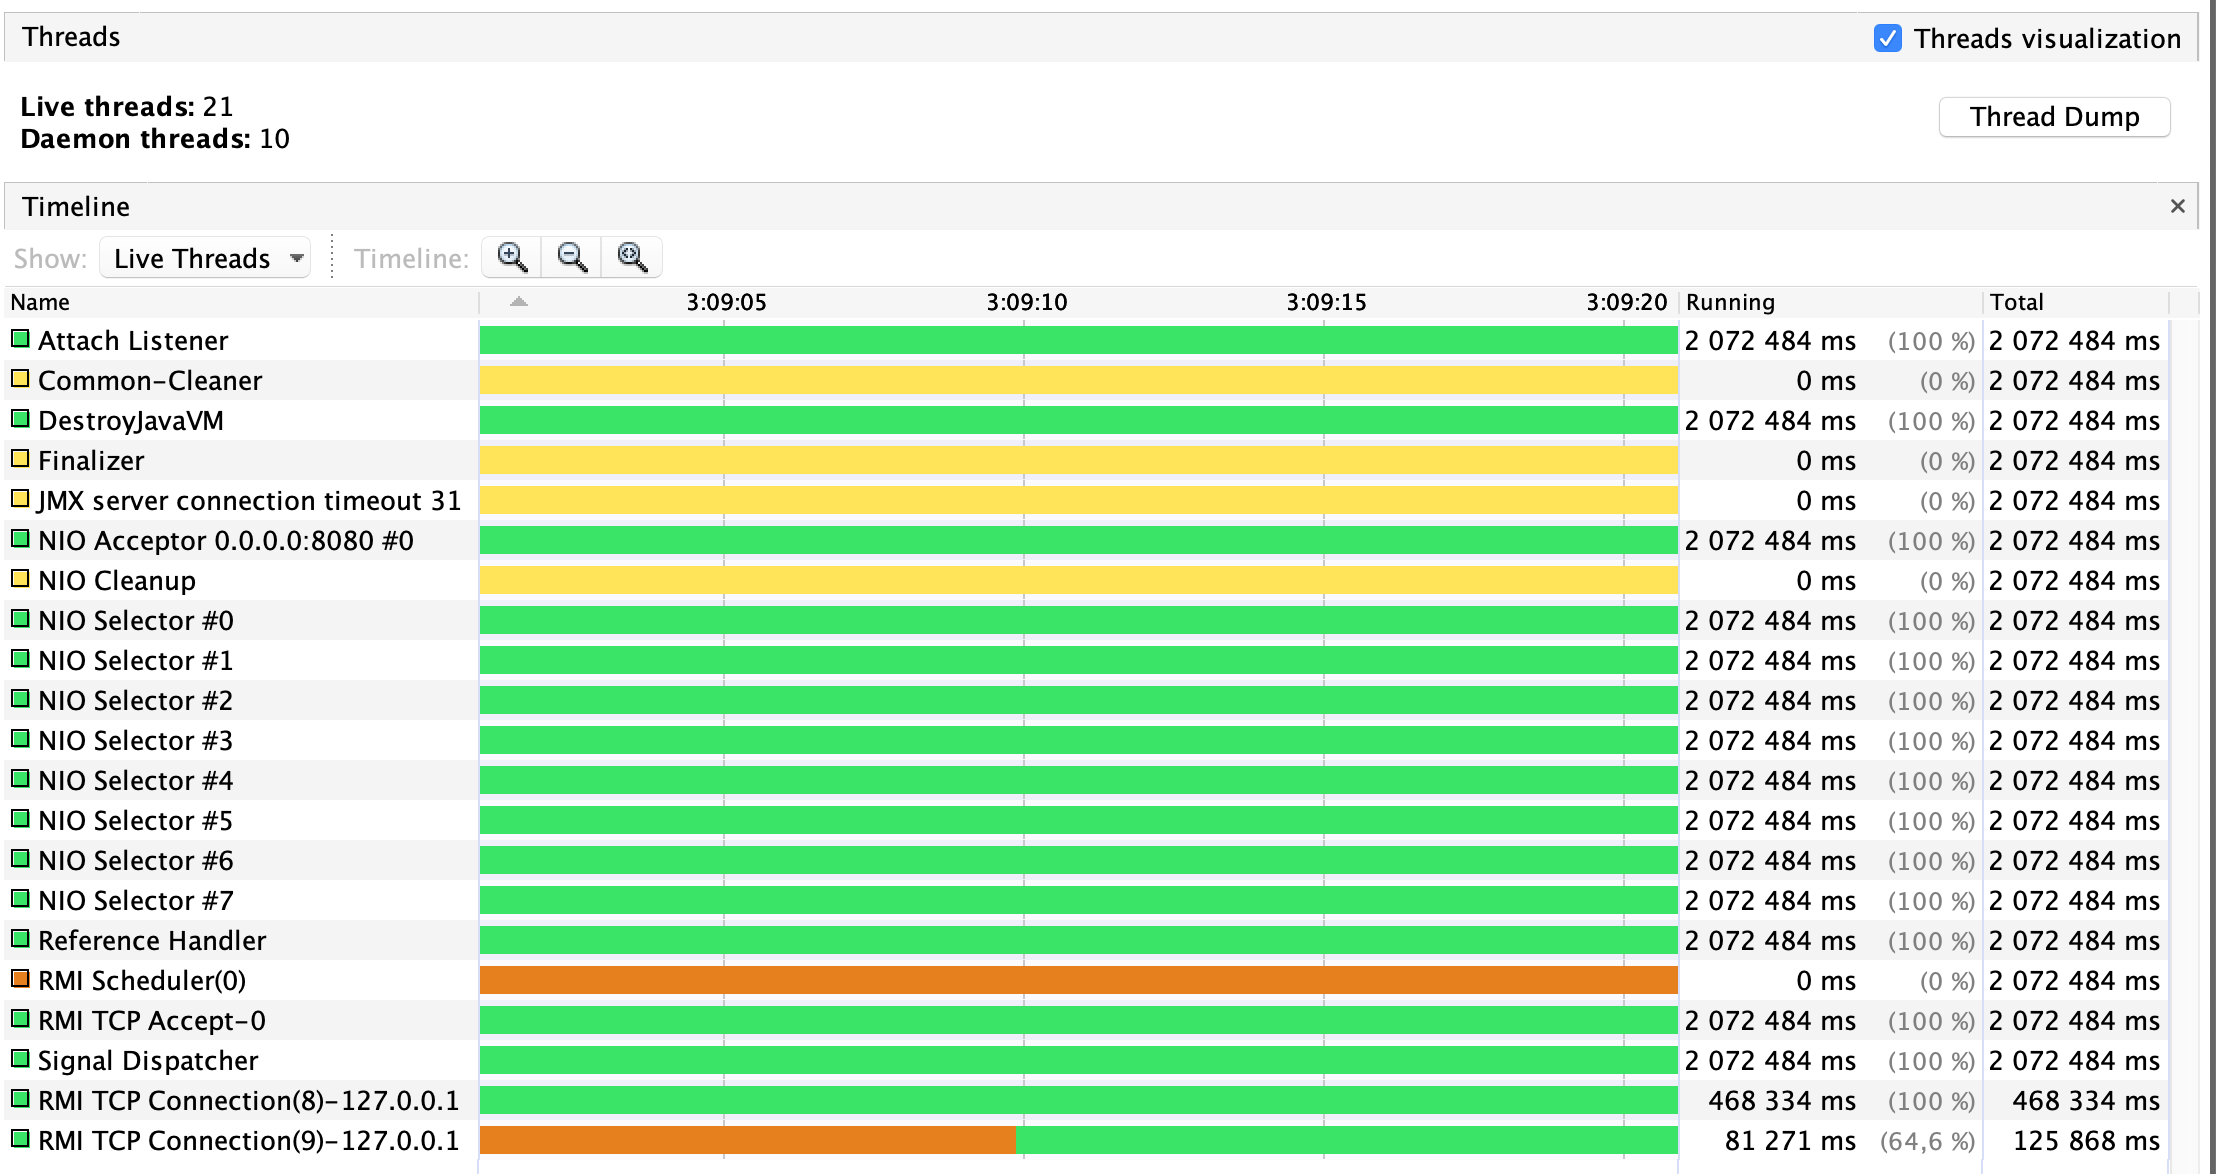 Threads
Threads visualization
Live threads: 21
Daemon threads: 10
Thread Dump
Timeline
Show: Live Threads Timeline:
Name 3:09:05 3:09:10 3:09:15 3:09:20 Running Total
Attach Listener 2 072 484 ms (100 %) 2 072 484 ms
Common-Cleaner 0 ms (0 %) 2 072 484 ms
DestroyJavaVM 2 072 484 ms (100 %) 2 072 484 ms
Finalizer 0 ms (0 %) 2 072 484 ms
JMX server connection timeout 31 0 ms (0 %) 2 072 484 ms
NIO Acceptor 0.0.0.0:8080 #0 2 072 484 ms (100 %) 2 072 484 ms
NIO Cleanup 0 ms (0 %) 2 072 484 ms
NIO Selector #0 2 072 484 ms (100 %) 2 072 484 ms
NIO Selector #1 2 072 484 ms (100 %) 2 072 484 ms
NIO Selector #2 2 072 484 ms (100 %) 2 072 484 ms
NIO Selector #3 2 072 484 ms (100 %) 2 072 484 ms
NIO Selector #4 2 072 484 ms (100 %) 2 072 484 ms
NIO Selector #5 2 072 484 ms (100 %) 2 072 484 ms
NIO Selector #6 2 072 484 ms (100 %) 2 072 484 ms
NIO Selector #7 2 072 484 ms (100 %) 2 072 484 ms
Reference Handler 2 072 484 ms (100 %) 2 072 484 ms
RMI Scheduler(0) 0 ms (0 %) 2 072 484 ms
RMI TCP Accept-0 2 072 484 ms (100 %) 2 072 484 ms
Signal Dispatcher 2 072 484 ms (100 %) 2 072 484 ms
RMI TCP Connection(8)-127.0.0.1 468 334 ms (100 %) 468 334 ms
RMI TCP Connection(9)-127.0.0.1 81 271 ms (64,6 %) 125 868 ms